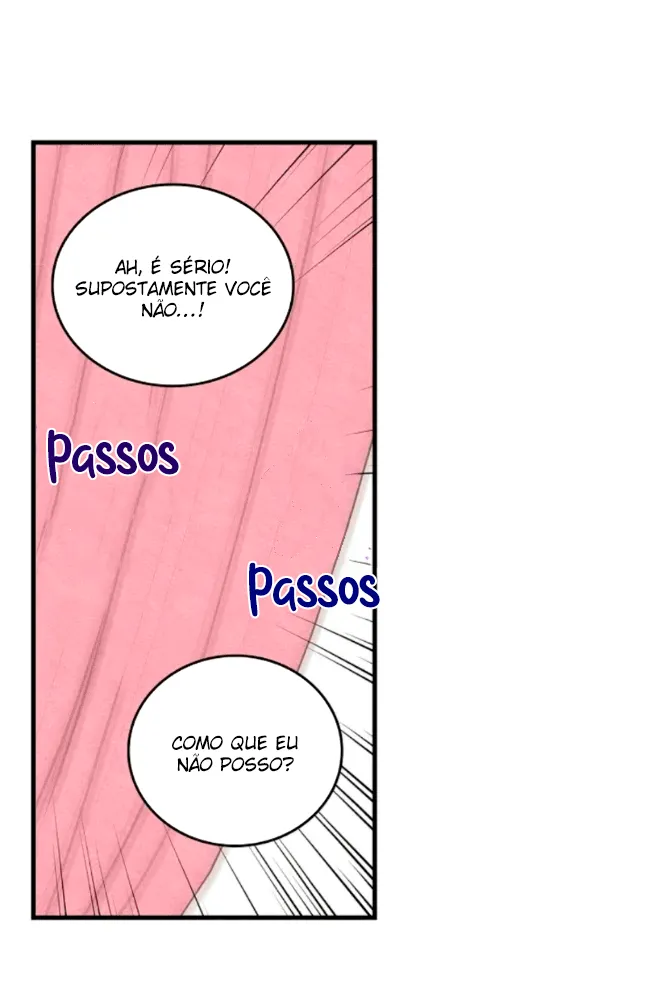 AH, É SÉRIO!
SUPOSTAMENTE VOCÊ
NÃO...!
Passos
Passos
COMO QUE EU
NÃO POSSO?